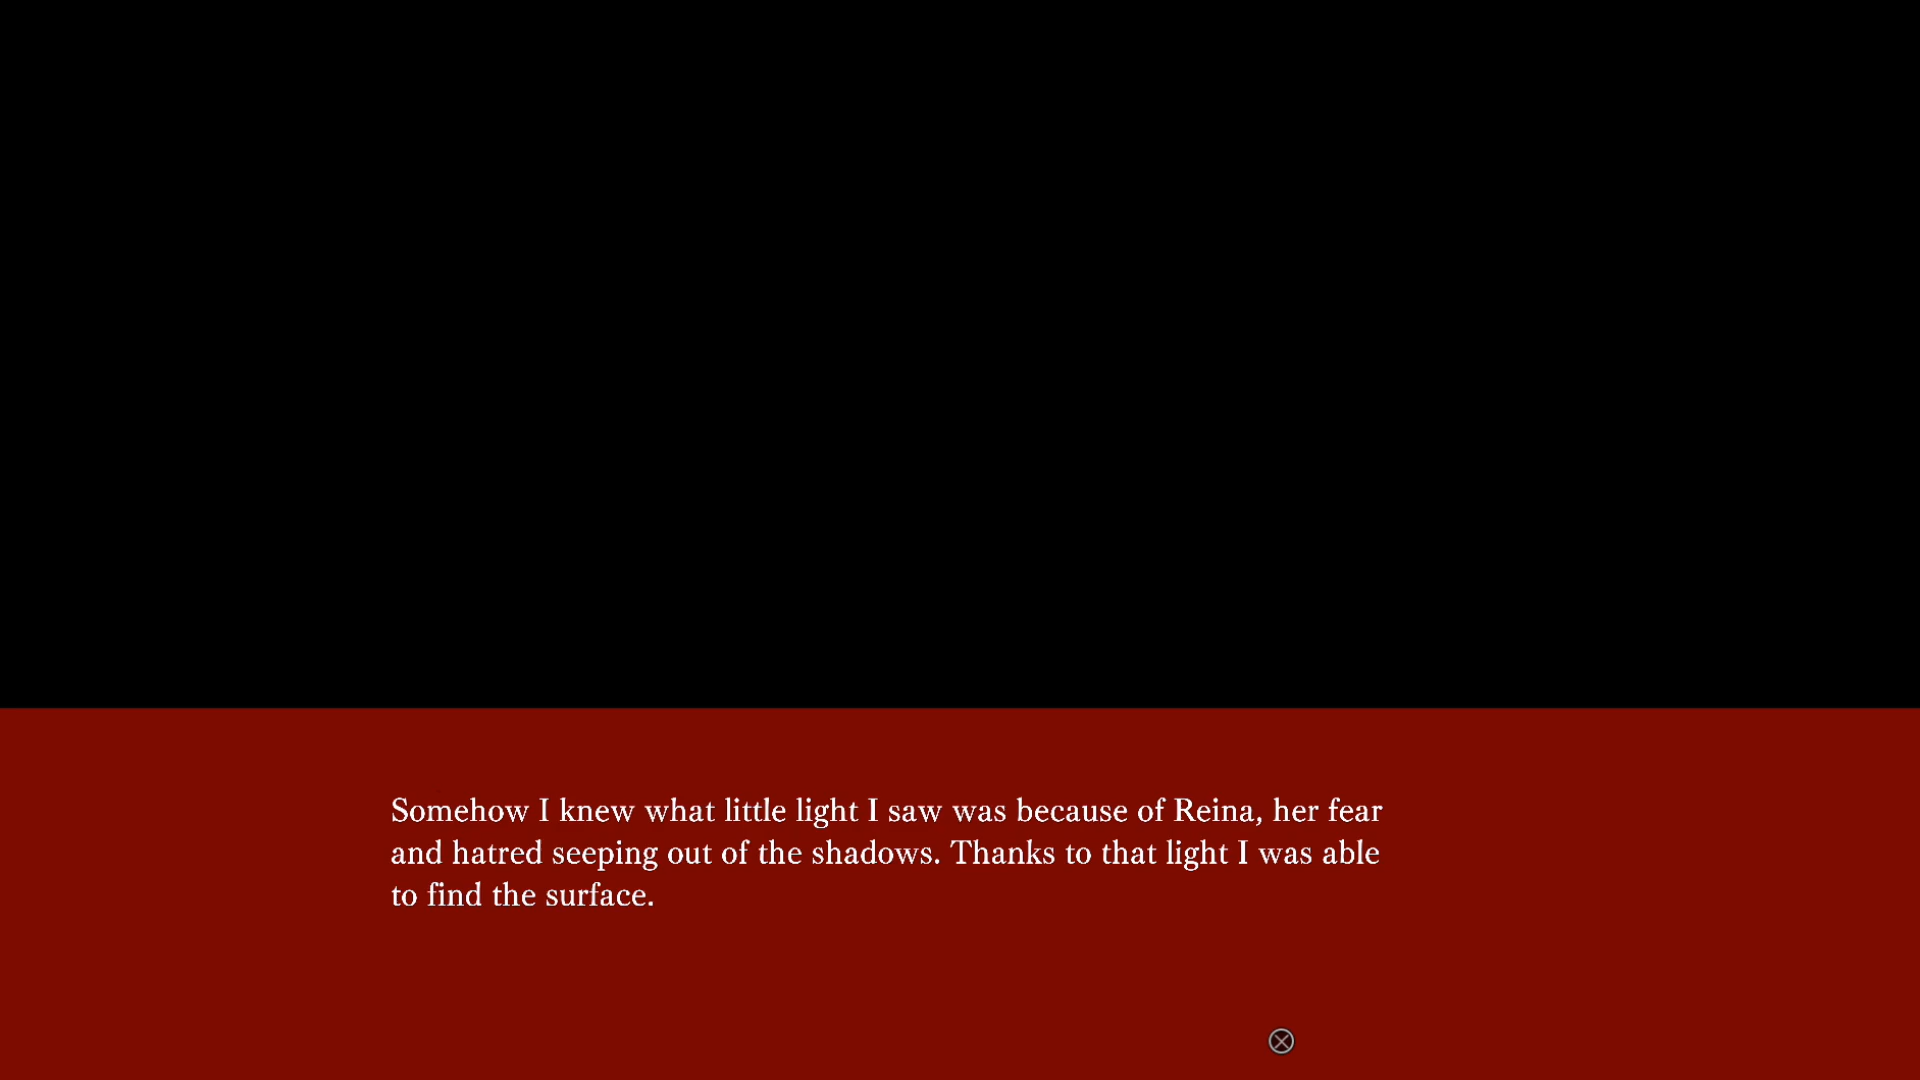 Somehow I knew what little light I saw was because of Reina, her fear
and hatred seeping out of the shadows. Thanks to that light I was able
to find the surface.